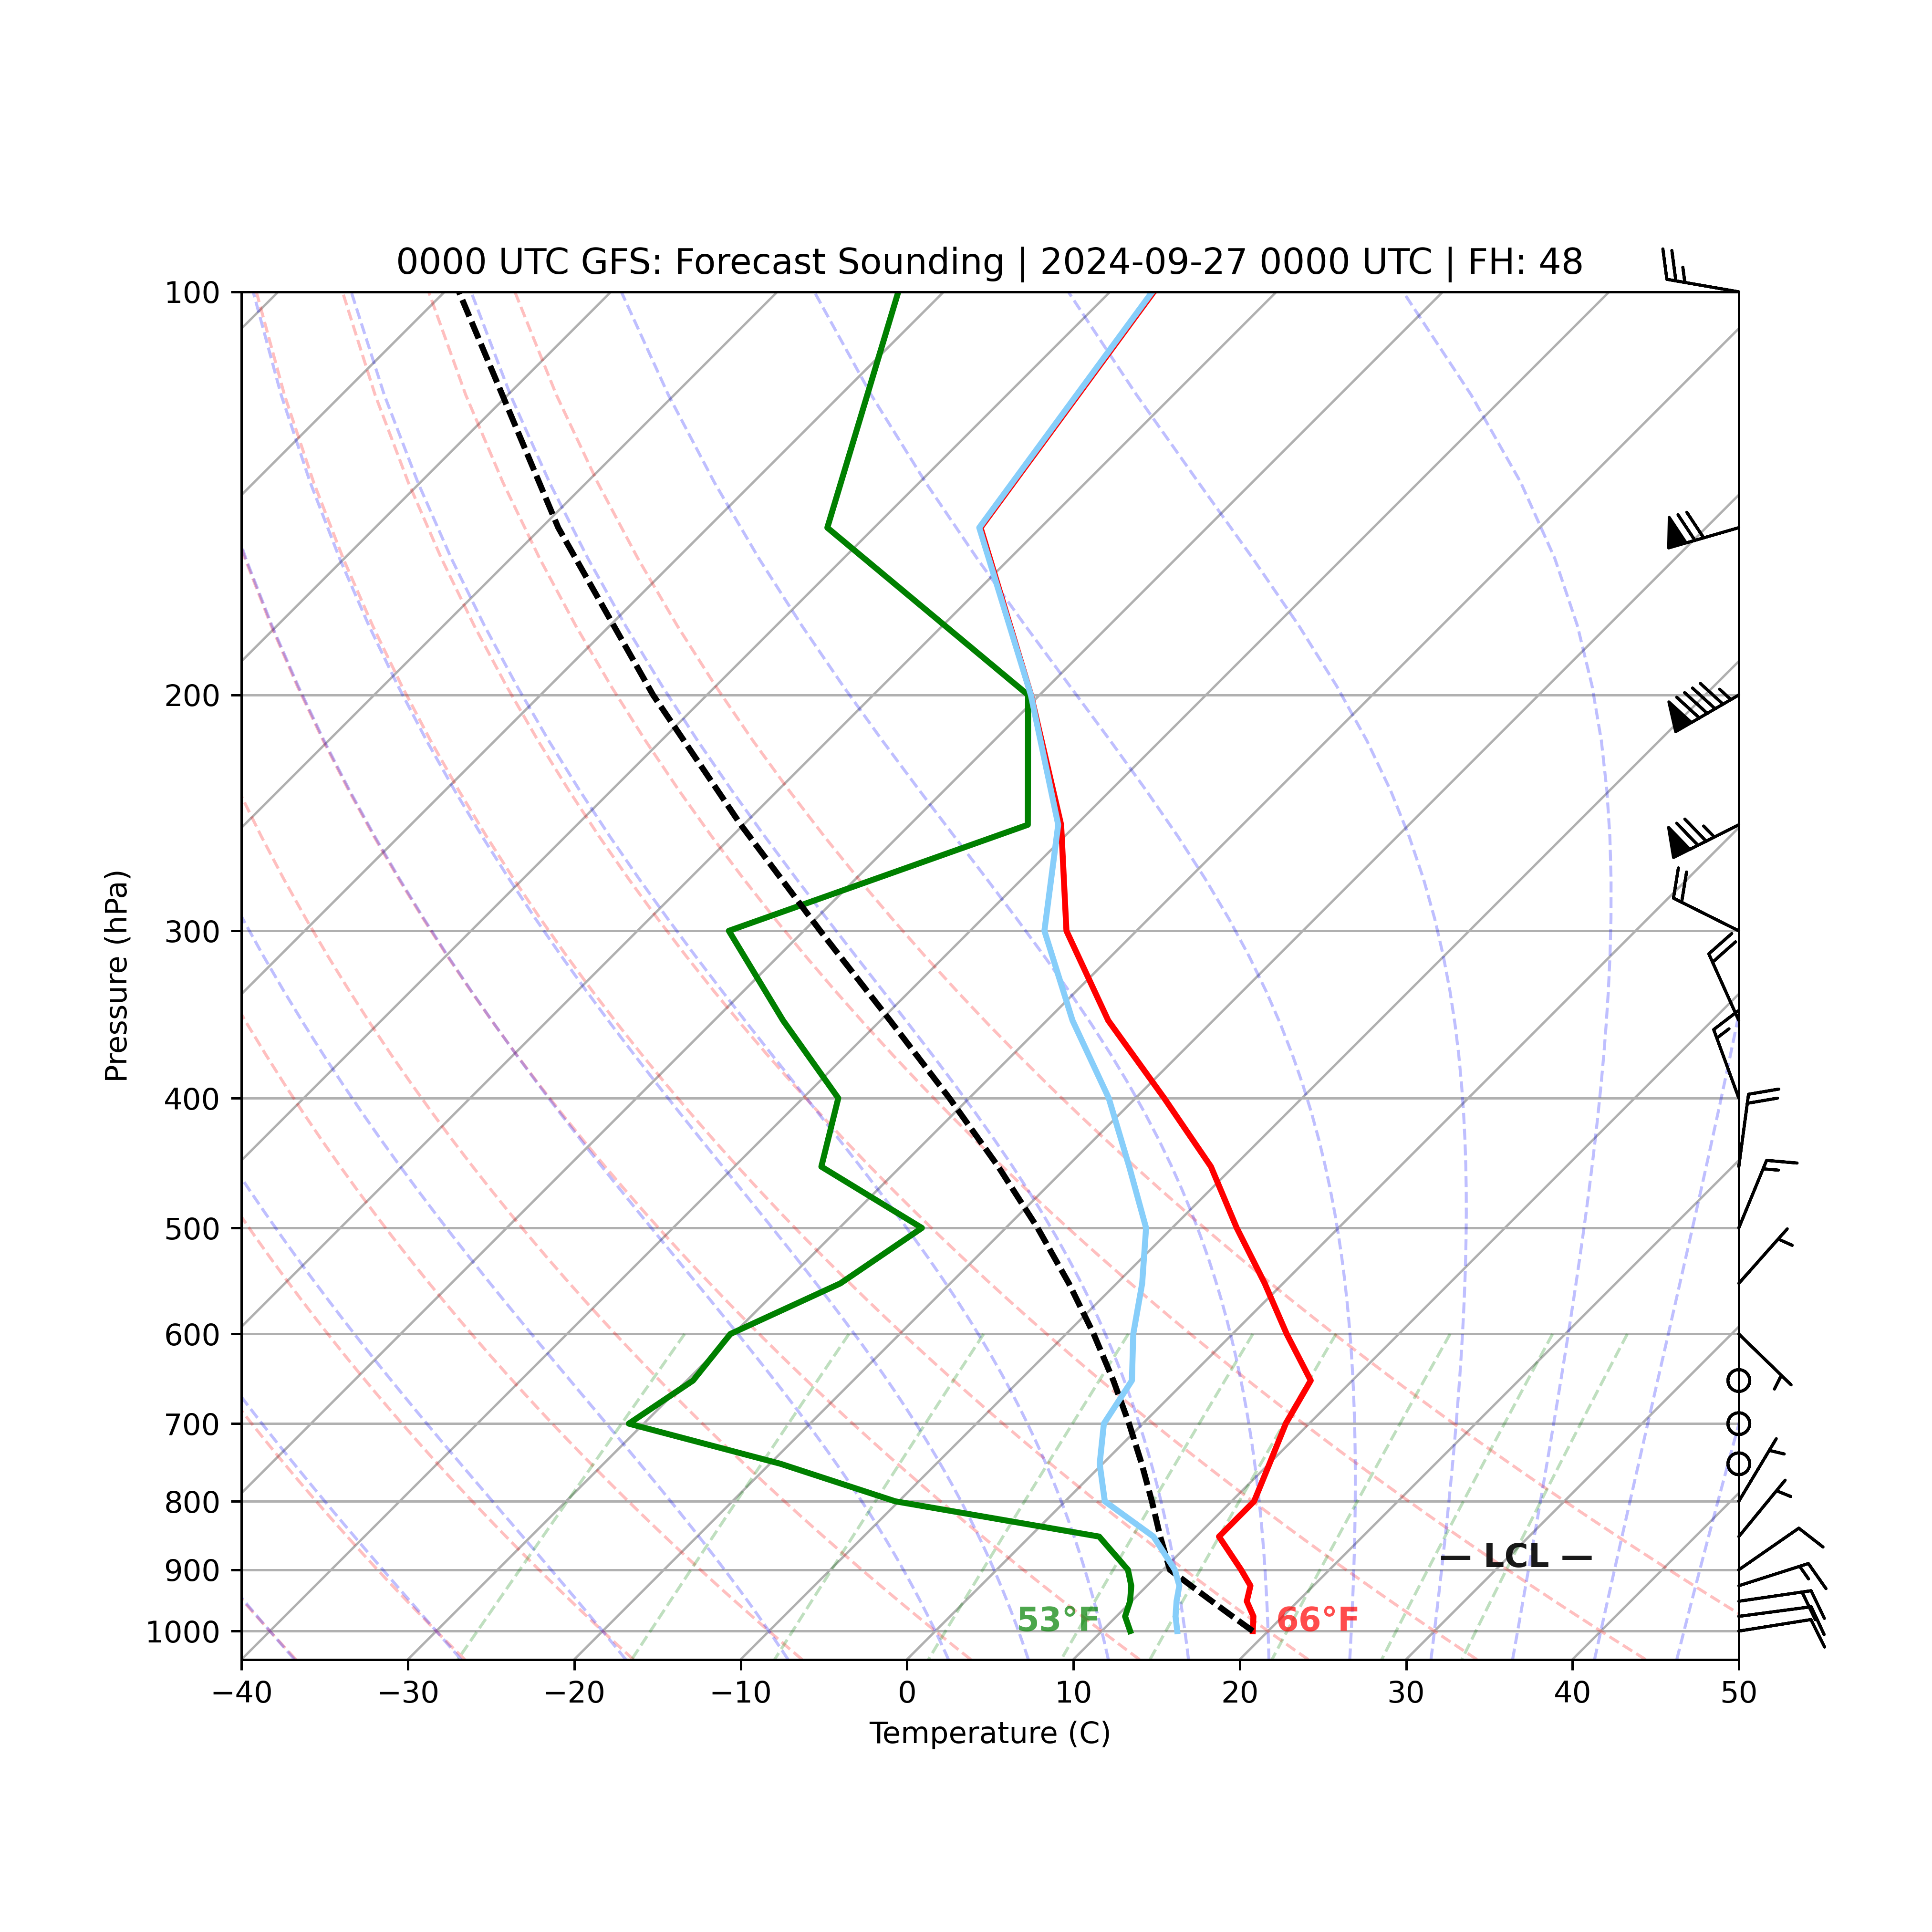 0000 UTC GFS: Forecast Sounding | 2024-09-27 0000 UTC | FH: 48
100
200
300
400
500
600
700
800
900
1000
Pressure (hPa)
— LCL —
53°F
66°F
−40 −30 −20 −10 0 10 20 30 40 50
Temperature (C)